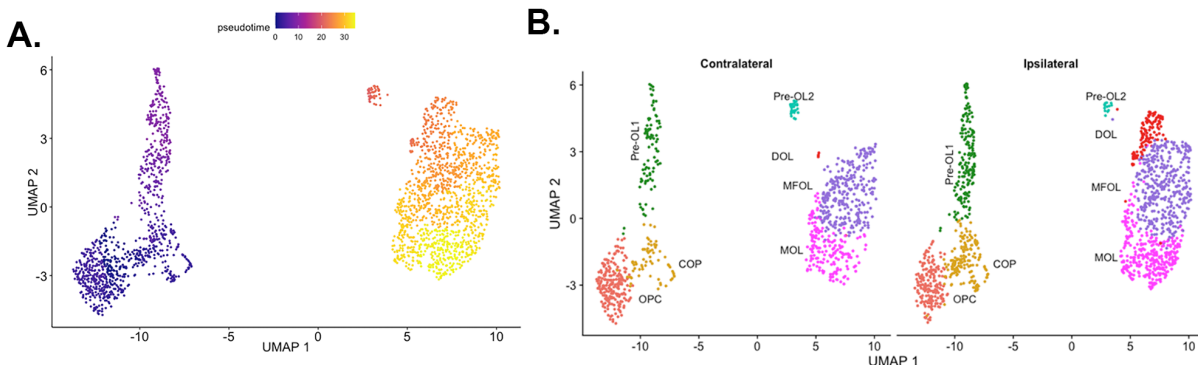 A.
pseudotime
0 10 20 30
6
3
0
-3
UMAP 2
-10 -5 0 5 10
UMAP 1
B.
Contralateral
Ipsilateral
6
3
0
-3
UMAP 2
Pre-OL2
Pre-OL1
DOL
MFOL
MOL
COP
OPC
Pre-OL2
Pre-OL1
DOL
MFOL
MOL
COP
OPC
-10 -5 0 5 10
-10 -5 0 5 10
UMAP 1